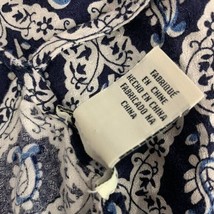 FABRIQUÉ
EN CHINE
HECHO EN CHINA
FABRICADO NA
CHINA